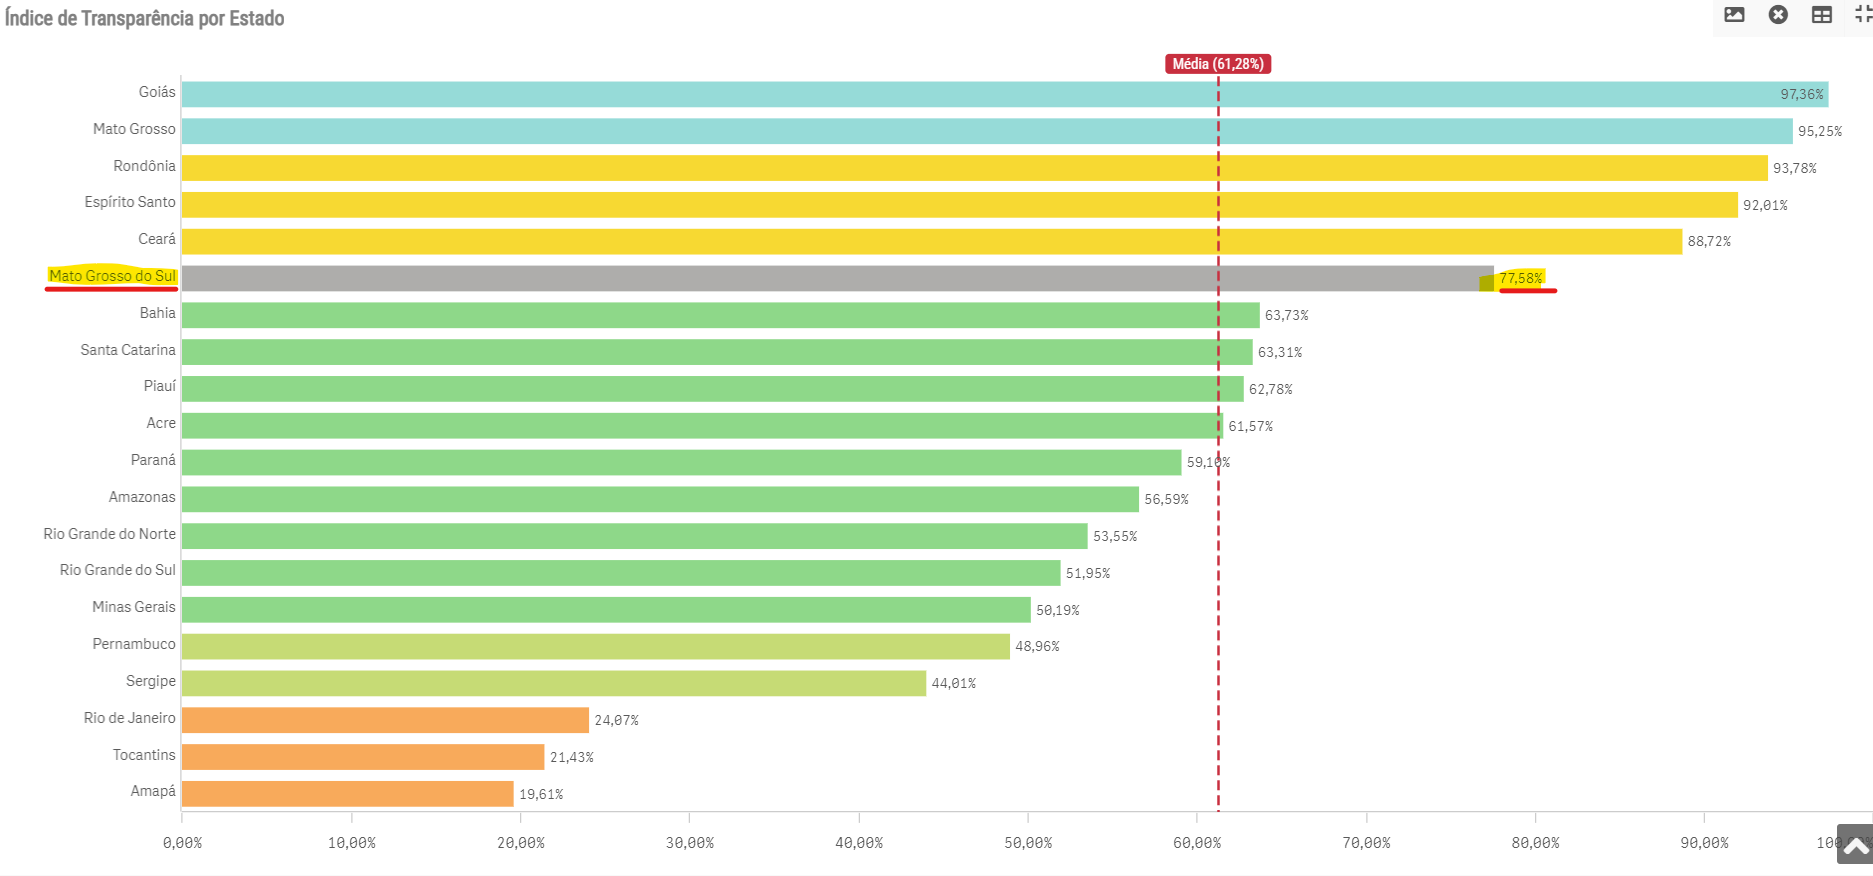 Índice de Transparência por Estado
Média (61,28%)
Goiás 97,36%
Mato Grosso 95,25%
Rondônia 93,78%
Espírito Santo 92,01%
Ceará 88,72%
Mato Grosso do Sul 77,58%
Bahia 63,73%
Santa Catarina 63,31%
Piauí 62,78%
Acre 61,57%
Paraná 59,10%
Amazonas 56,59%
Rio Grande do Norte 53,55%
Rio Grande do Sul 51,95%
Minas Gerais 50,19%
Pernambuco 48,96%
Sergipe 44,01%
Rio de Janeiro 24,07%
Tocantins 21,43%
Amapá 19,61%
0,00% 10,00% 20,00% 30,00% 40,00% 50,00% 60,00% 70,00% 80,00% 90,00%